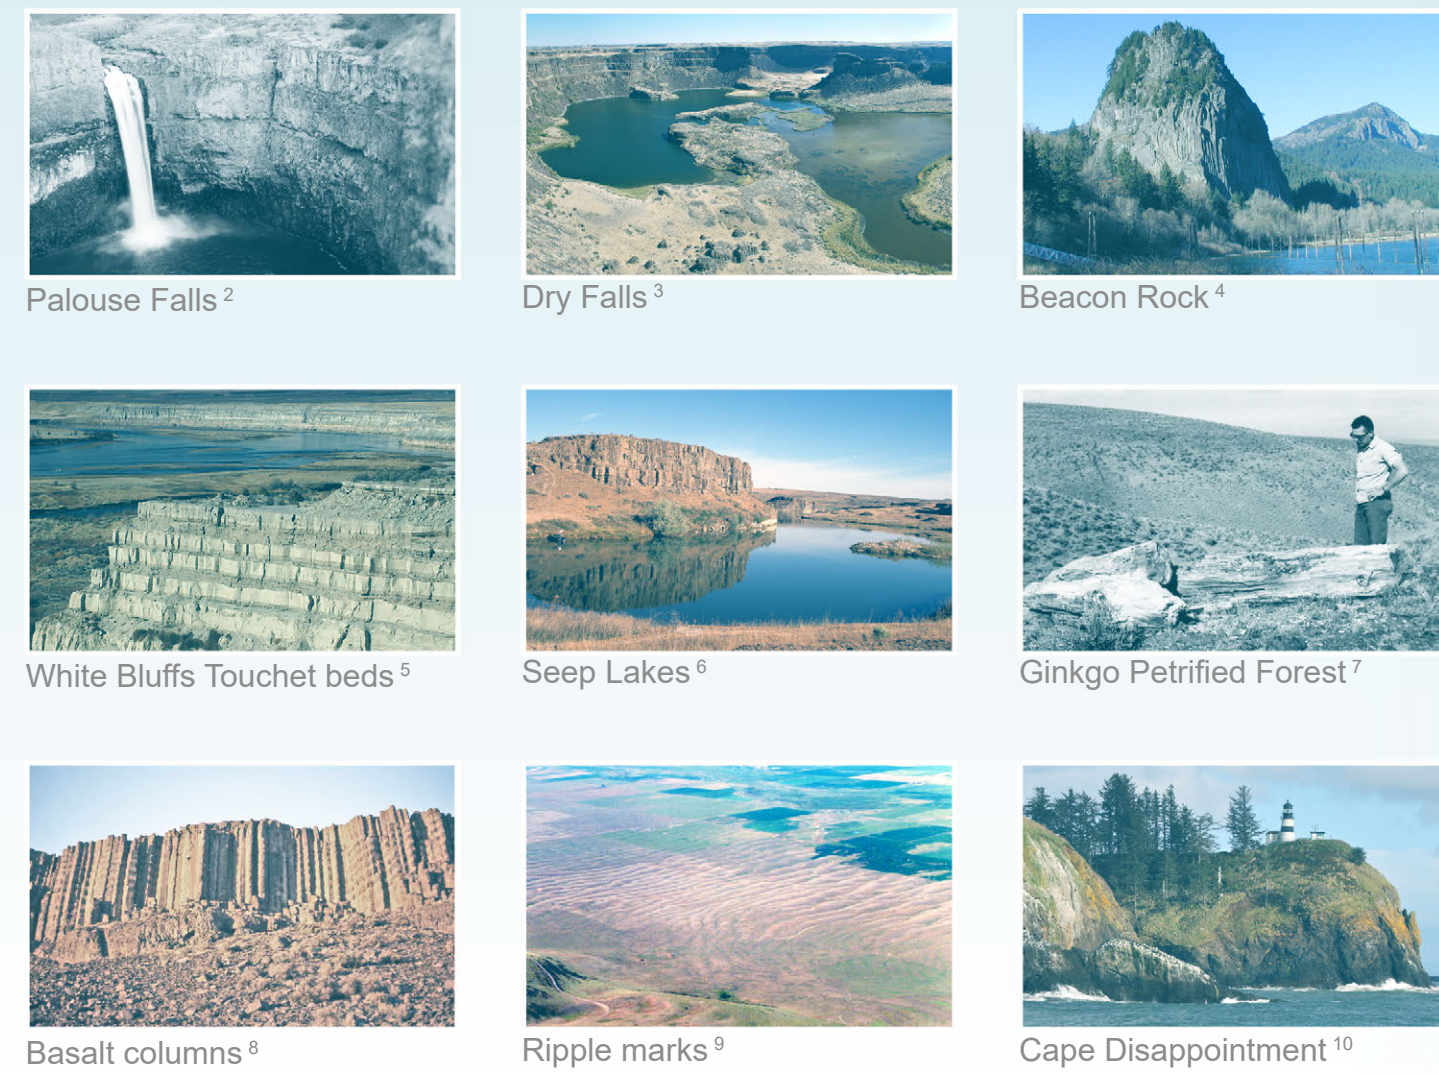 Palouse Falls 2
Dry Falls 3
Beacon Rock 4
White Bluffs Touchet beds 5
Seep Lakes 6
Ginkgo Petrified Forest 7
Basalt columns 8
Ripple marks 9
Cape Disappointment 10